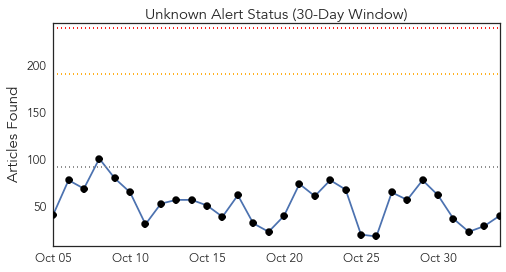 Unknown Alert Status (30-Day Window)
Articles Found
200
150
100
50
Oct 05 Oct 10 Oct 15 Oct 20 Oct 25 Oct 30